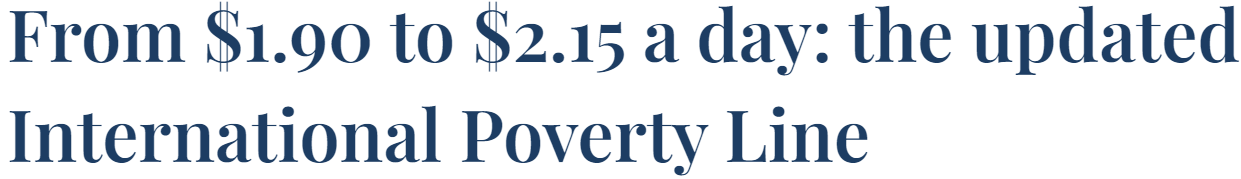 From $1.90 to $2.15 a day: the updated
International Poverty Line